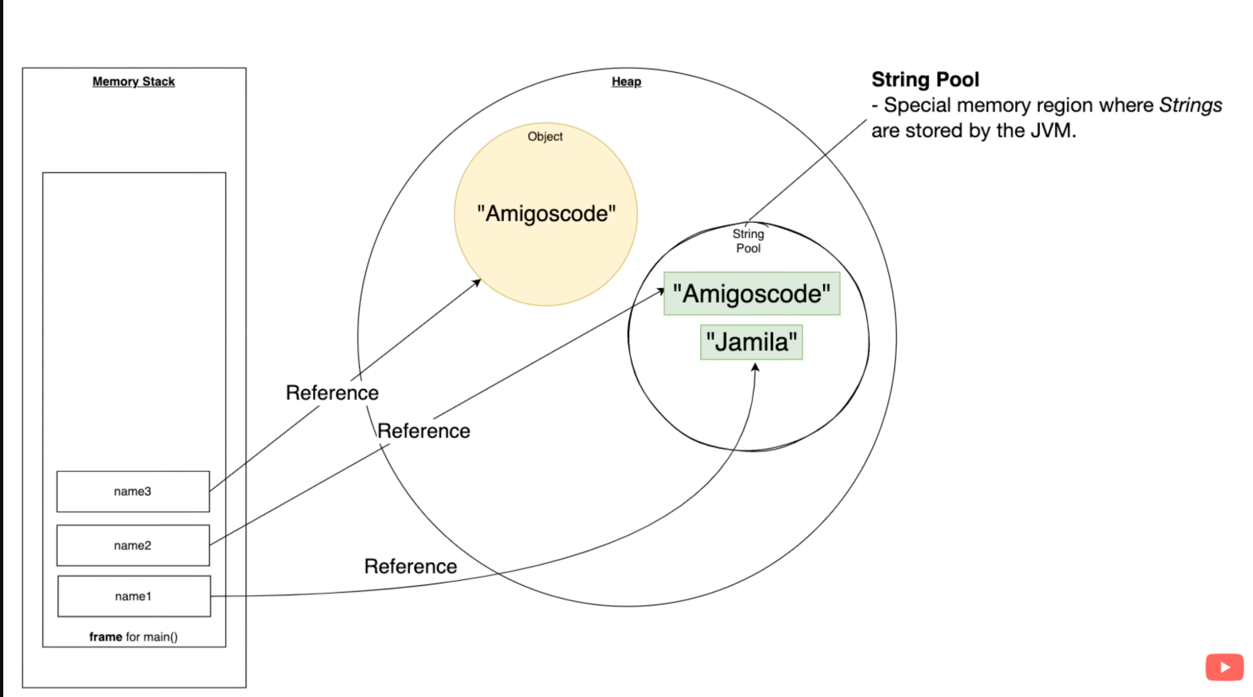 Memory Stack
Heap
String Pool
- Special memory region where Strings
are stored by the JVM.
Object
"Amigoscode"
String
Pool
"Amigoscode"
"Jamila"
Reference
Reference
name3
name2
Reference
name1
frame for main()